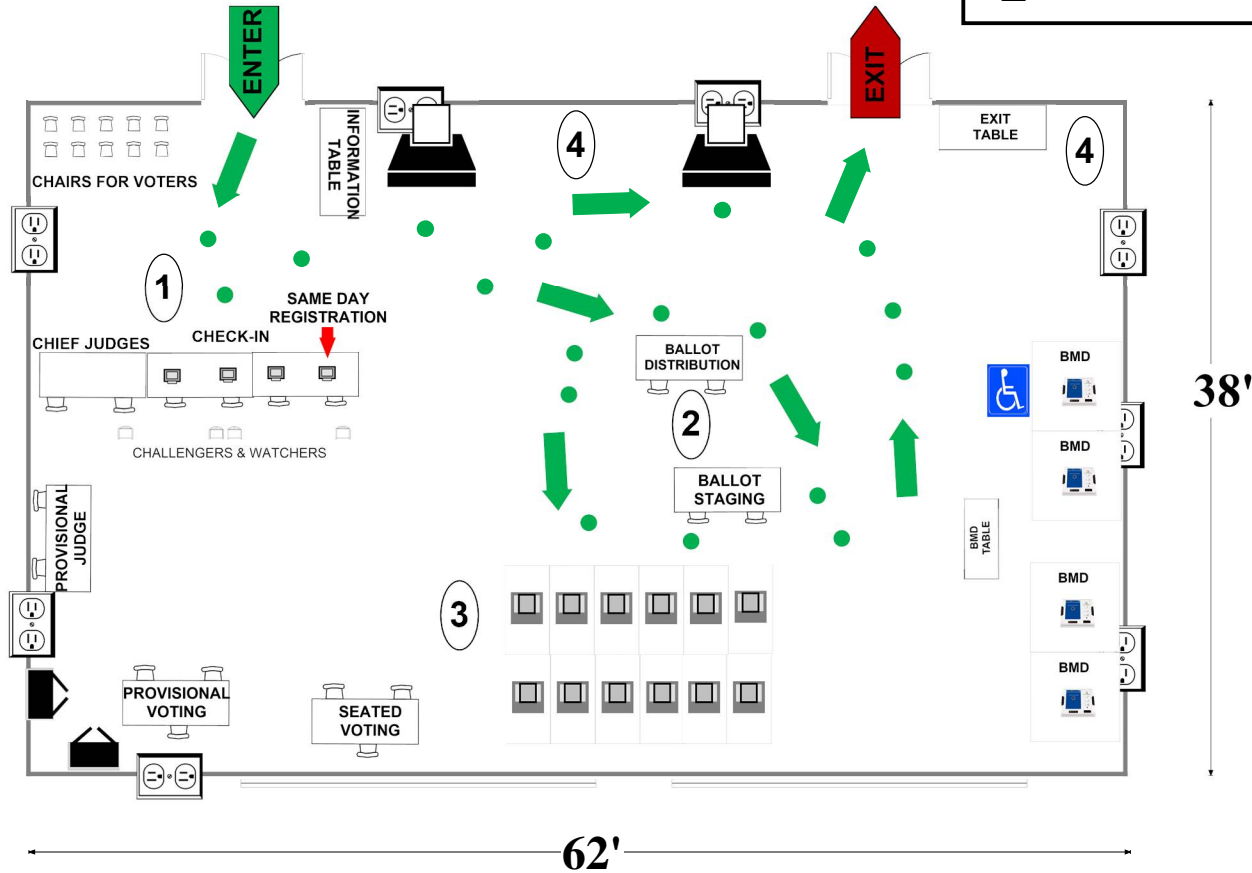 ENTER
EXIT
INFORMATION
TABLE
4
EXIT
TABLE
4
CHAIRS FOR VOTERS
1
SAME DAY
REGISTRATION
CHIEF JUDGES
CHECK-IN
BALLOT
DISTRIBUTION
BMD
38'
2
CHALLENGERS & WATCHERS
BMD
BALLOT
STAGING
PROVISIONAL
JUDGE
BMD
TABLE
BMD
3
BMD
PROVISIONAL
VOTING
SEATED
VOTING
62'